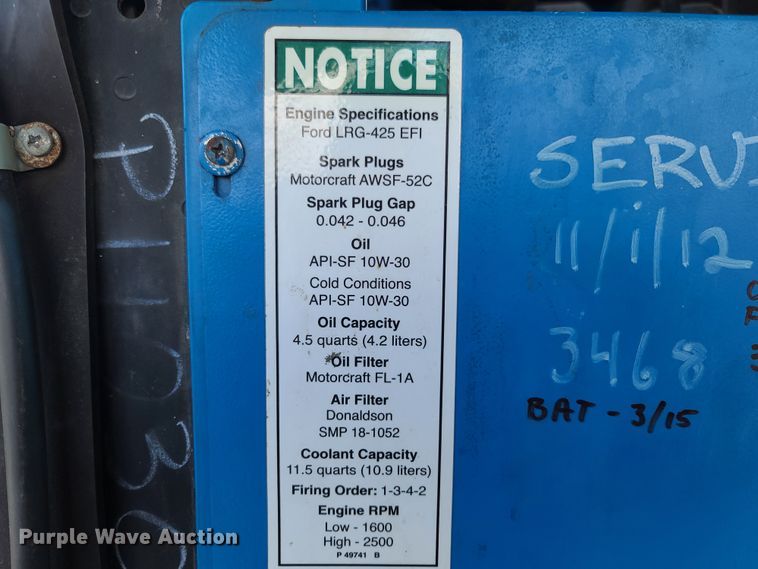 NOTICE
Engine Specifications
Ford LRG-425 EFI
Spark Plugs
Motorcraft AWSF-52C
Spark Plug Gap
0.042 - 0.046
Oil
API-SF 10W-30
Cold Conditions
API-SF 10W-30
Oil Capacity
4.5 quarts (4.2 liters)
Oil Filter
Motorcraft FL-1A
Air Filter
Donaldson
SMP 18-1052
Coolant Capacity
11.5 quarts (10.9 liters)
Firing Order: 1-3-4-2
Engine RPM
Low - 1600
High - 2500
P 49741 B
11/1/12
3468
BAT - 3/15
Purple Wave Auction